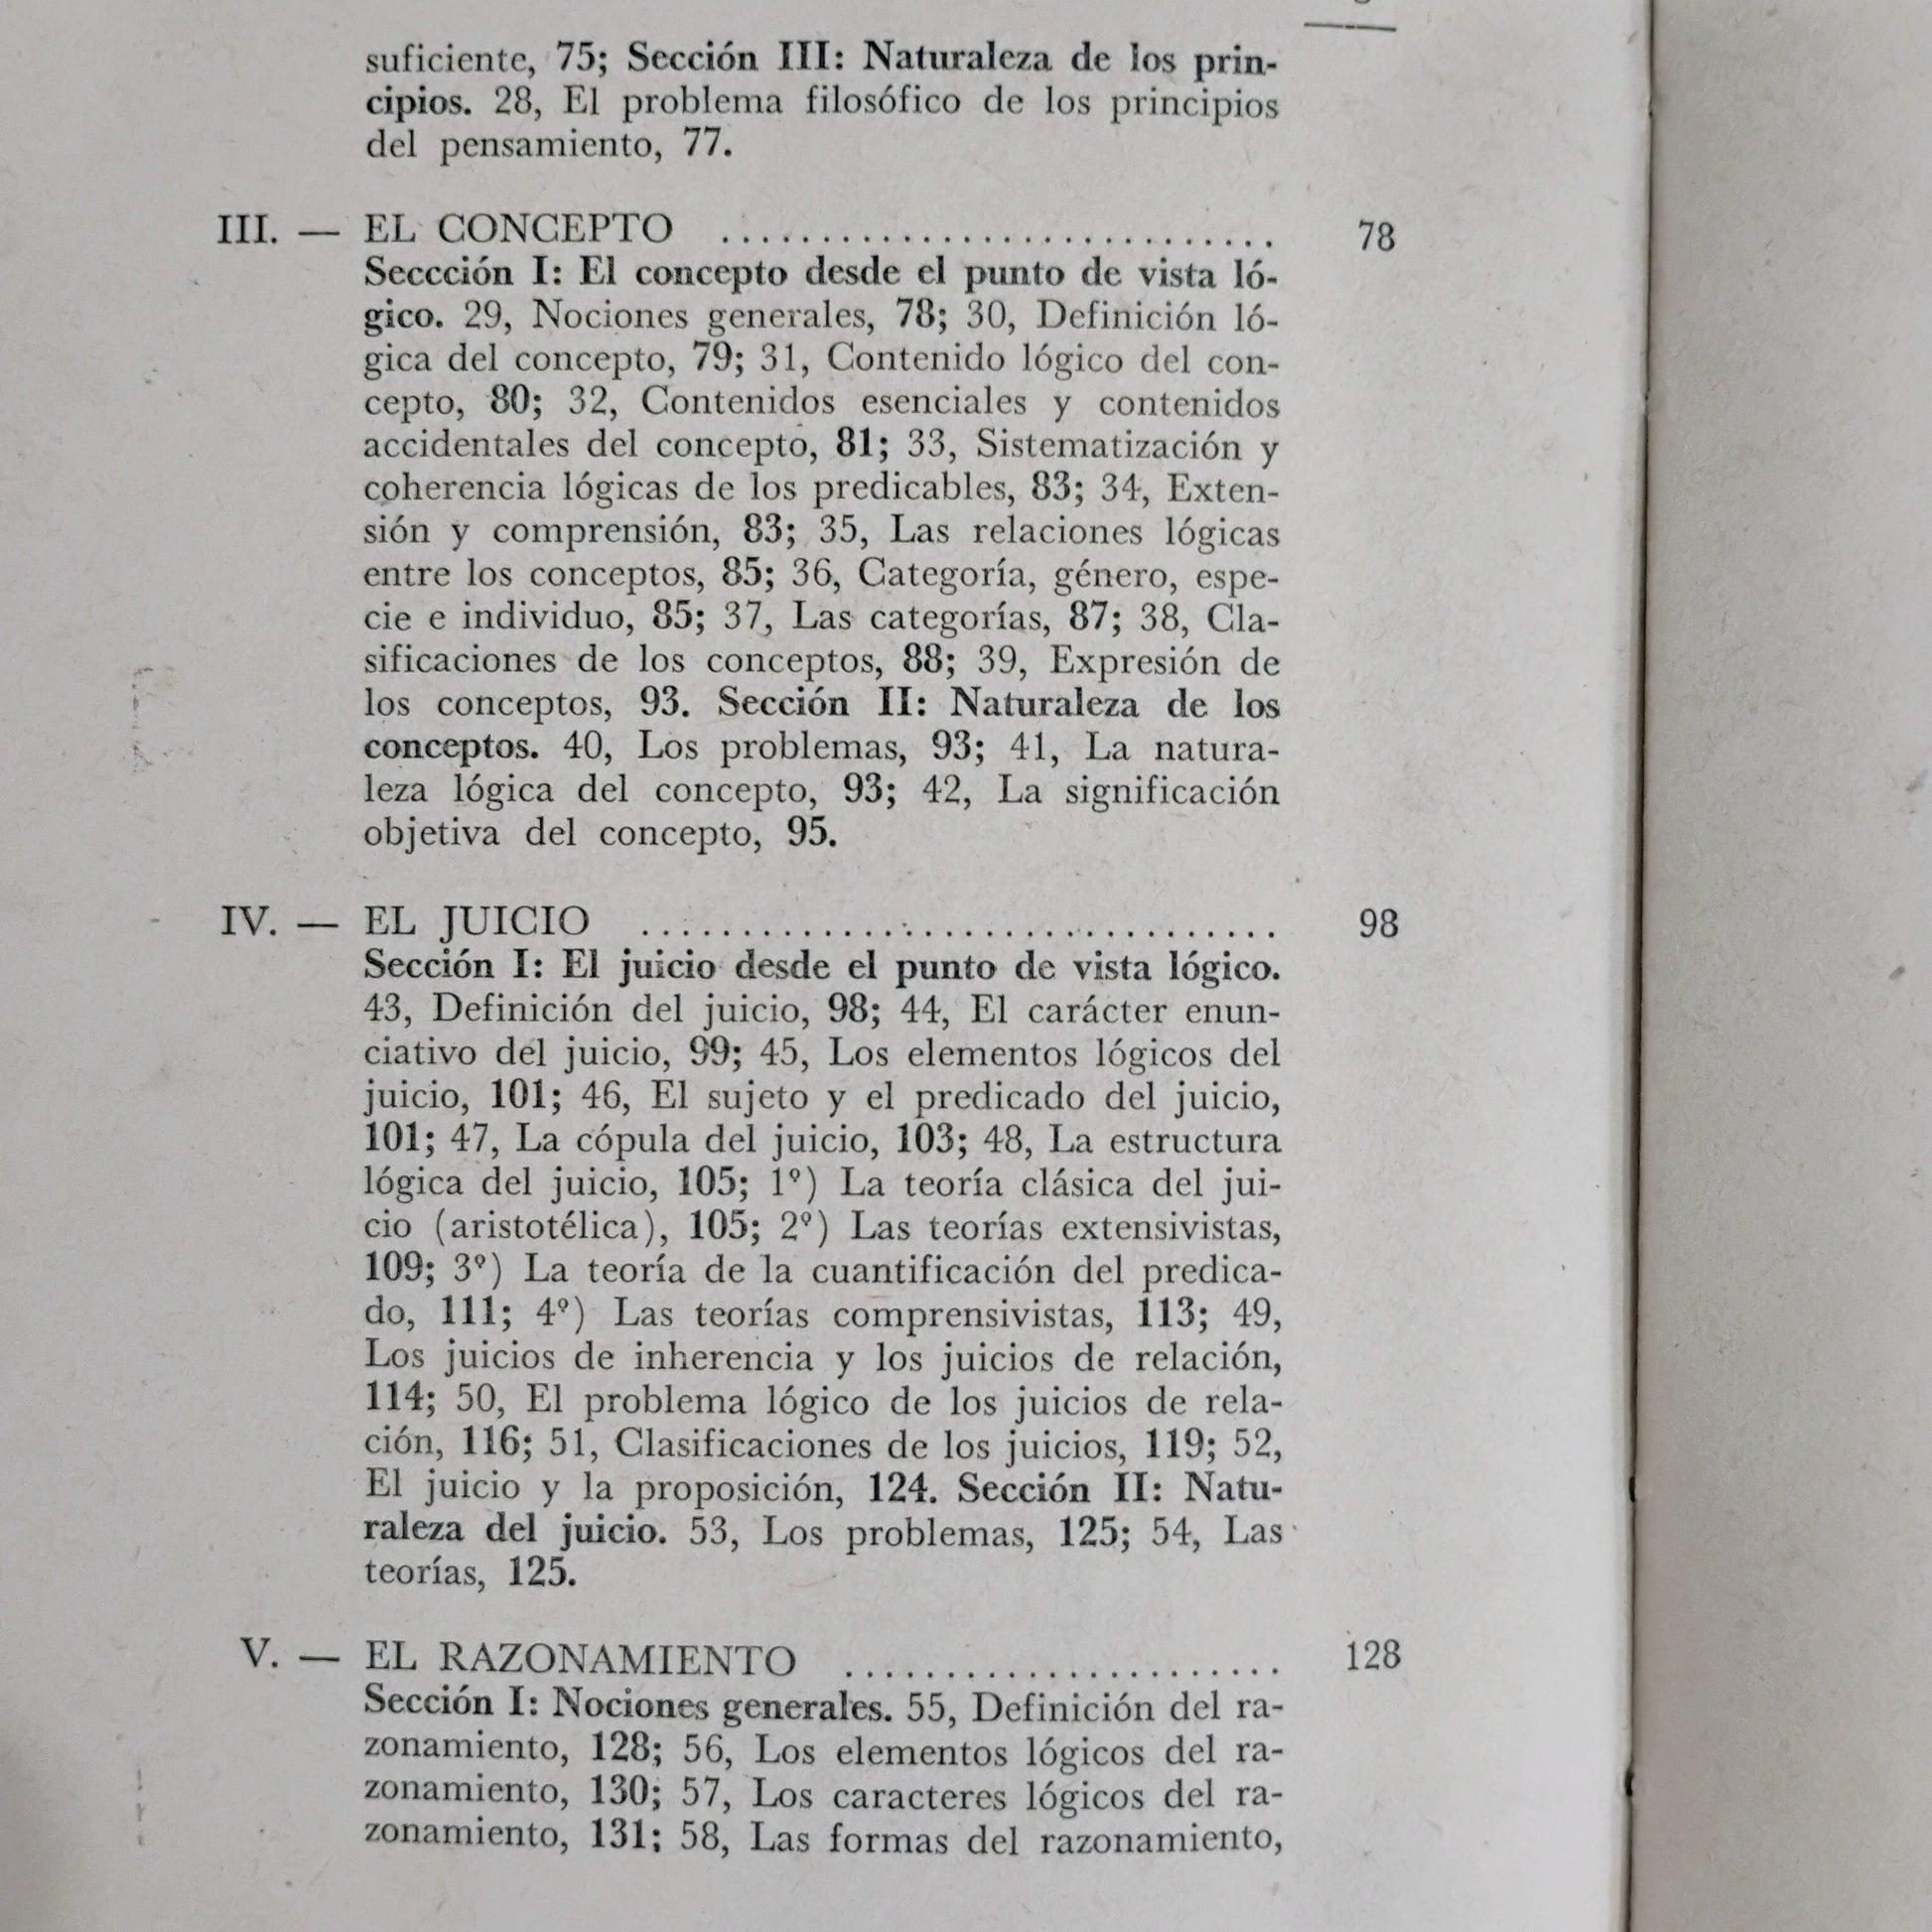 suficiente, 75; Sección III: Naturaleza de los prin-
cipios. 28, El problema filosófico de los principios
del pensamiento, 77.
III. — EL CONCEPTO ............................ 78
Seccción I: El concepto desde el punto de vista ló-
gico. 29, Nociones generales, 78; 30, Definición ló-
gica del concepto, 79; 31, Contenido lógico del con-
cepto, 80; 32, Contenidos esenciales y contenidos
accidentales del concepto, 81; 33, Sistematización y
coherencia lógicas de los predicables, 83; 34, Exten-
sión y comprensión, 83; 35, Las relaciones lógicas
entre los conceptos, 85; 36, Categoría, género, espe-
cie e individuo, 85; 37, Las categorías, 87; 38, Cla-
sificaciones de los conceptos, 88; 39, Expresión de
los conceptos, 93. Sección II: Naturaleza de los
conceptos. 40, Los problemas, 93; 41, La natura-
leza lógica del concepto, 93; 42, La significación
objetiva del concepto, 95.
IV. — EL JUICIO ................................ 98
Sección I: El juicio desde el punto de vista lógico.
43, Definición del juicio, 98; 44, El carácter enun-
ciativo del juicio, 99; 45, Los elementos lógicos del
juicio, 101; 46, El sujeto y el predicado del juicio,
101; 47, La cópula del juicio, 103; 48, La estructura
lógica del juicio, 105; 1º) La teoría clásica del jui-
cio (aristotélica), 105; 2º) Las teorías extensivistas,
109; 3º) La teoría de la cuantificación del predica-
do, 111; 4º) Las teorías comprensivistas, 113; 49,
Los juicios de inherencia y los juicios de relación,
114; 50, El problema lógico de los juicios de rela-
ción, 116; 51, Clasificaciones de los juicios, 119; 52,
El juicio y la proposición, 124. Sección II: Natu-
raleza del juicio. 53, Los problemas, 125; 54, Las
teorías, 125.
V. — EL RAZONAMIENTO ...................... 128
Sección I: Nociones generales. 55, Definición del ra-
zonamiento, 128; 56, Los elementos lógicos del ra-
zonamiento, 130; 57, Los caracteres lógicos del ra-
zonamiento, 131; 58, Las formas del razonamiento,